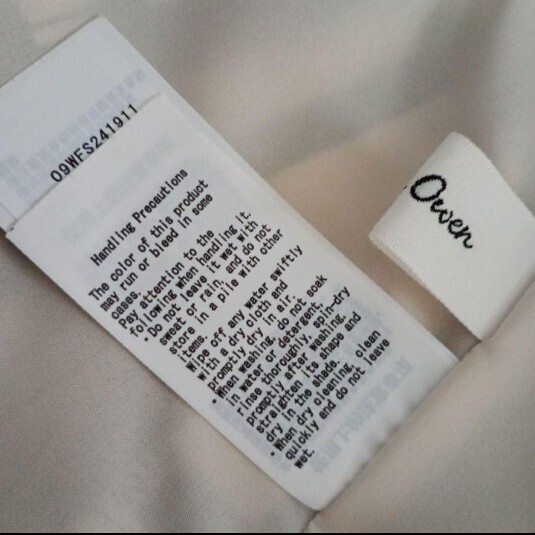 09WFS241911
Handling Precautions
The color of this product
may run or bleed in some
cases.
Pay attention to the
following when handling it.
・Do not leave it wet with
sweat or rain, and do not
store in a pile with other
items.
Wipe off any water swiftly
with a dry cloth and
promptly dry in air.
・When washing, do not soak
in water or detergent,
rinse thoroughly, spin-dry
promptly after washing,
straighten its shape and
dry in the shade.
・When dry cleaning, clean
quickly and do not leave
wet.
Owen